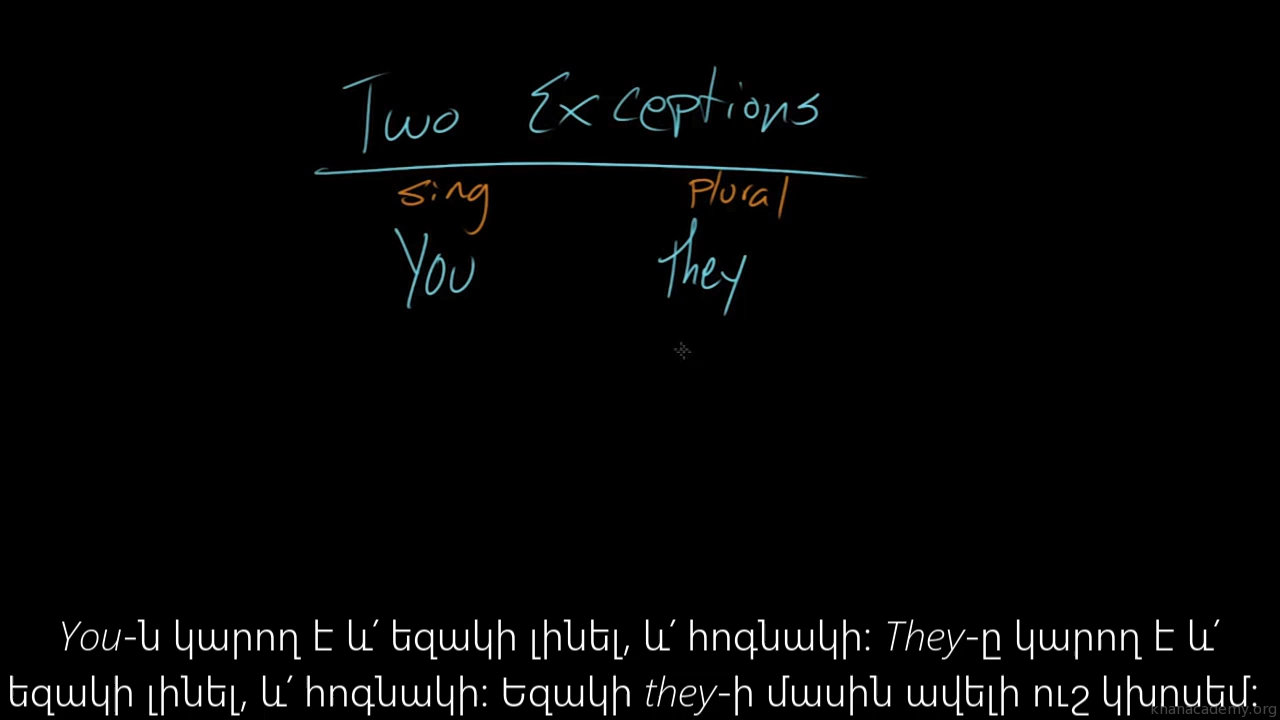 Two Exceptions
sing plural
You they
You-ն կարող է և՛ եզակի լինել, և՛ հոգնակի: They-ը կարող է և՛
եզակի լինել, և՛ հոգնակի: Եզակի they-ի մասին ավելի ուշ կխոսեմ:
khanacademy.org